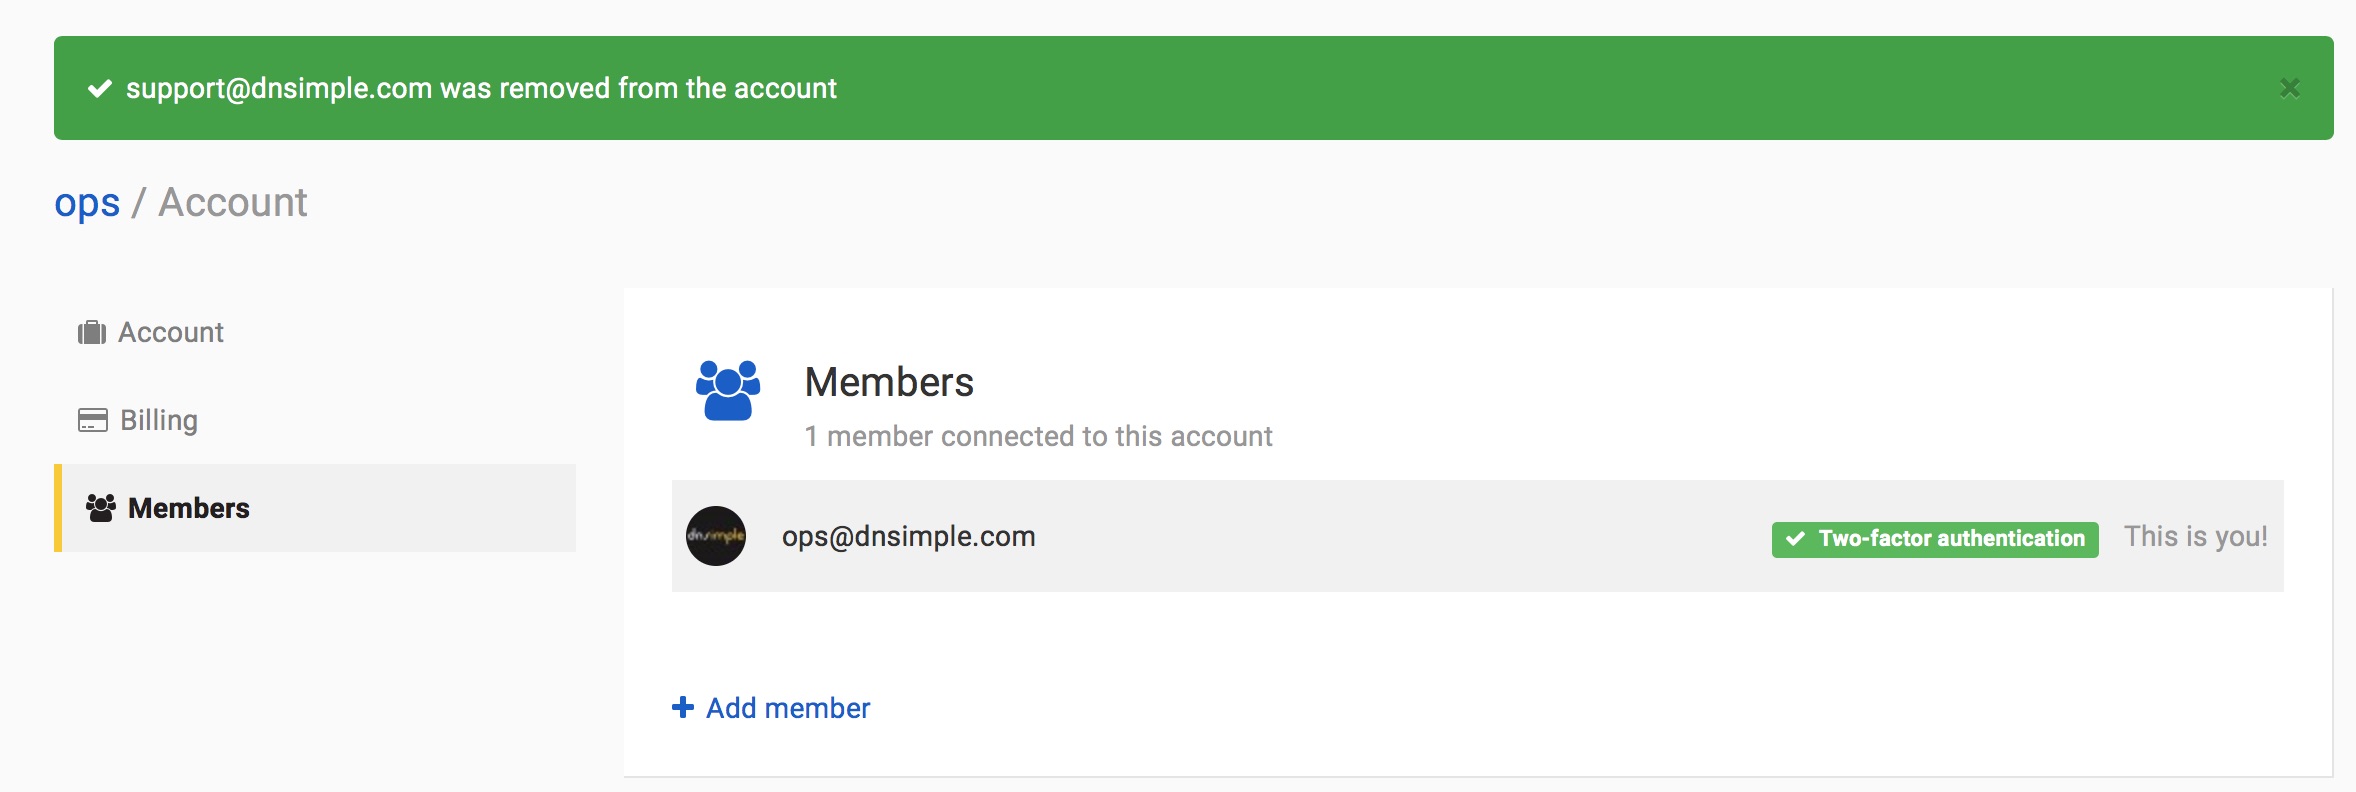 support@dnsimple.com was removed from the account
ops / Account
Account
Billing
Members
Members
1 member connected to this account
dnsimple
ops@dnsimple.com
Two-factor authentication
This is you!
Add member